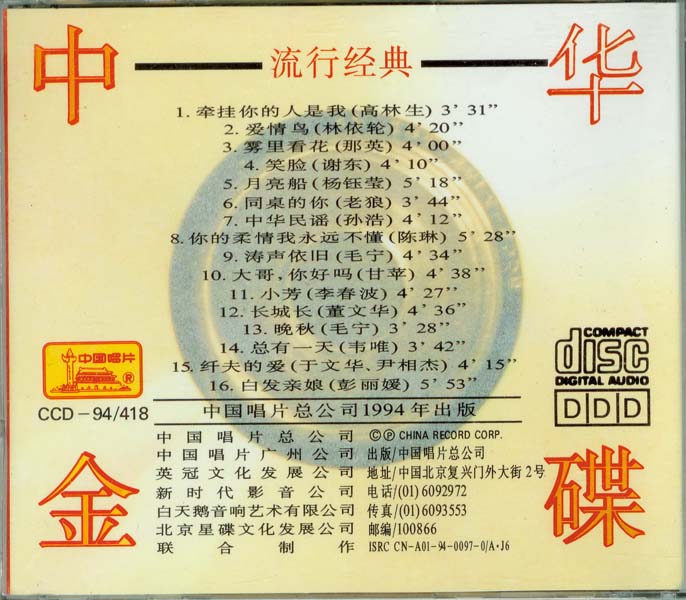 中华
流行经典
1. 牵挂你的人是我(高林生) 3’31”
2. 爱情鸟(林依轮) 4’20”
3. 雾里看花(那英) 4’00”
4. 笑脸(谢东) 4’10”
5. 月亮船(杨钰莹) 5’18”
6. 同桌的你(老狼) 3’44”
7. 中华民谣(孙浩) 4’12”
8. 你的柔情我永远不懂(陈琳) 5’28”
9. 涛声依旧(毛宁) 4’34”
10. 大哥,你好吗(甘苹) 4’38”
11. 小芳(李春波) 4’27”
12. 长城长(董文华) 4’36”
13. 晚秋(毛宁) 3’28”
14. 总有一天(韦唯) 3’42”
15. 纤夫的爱(于文华、尹相杰) 4’15”
16. 白发亲娘(彭丽媛) 5’53”
中国唱片
®
CCD-94/418
COMPACT
disc
DIGITAL AUDIO
DDD
中国唱片总公司1994年出版
中国唱片总公司
中国唱片广州公司
英冠文化发展公司
新时代影音公司
白天鹅音响艺术有限公司
北京星碟文化发展公司
联合制作
©Ⓟ CHINA RECORD CORP.
出版/中国唱片总公司
地址/中国北京复兴门外大街2号
电话/(01)6092972
传真/(01)6093553
邮编/100866
ISRC CN-A01-94-0097-0/A·J6
金碟